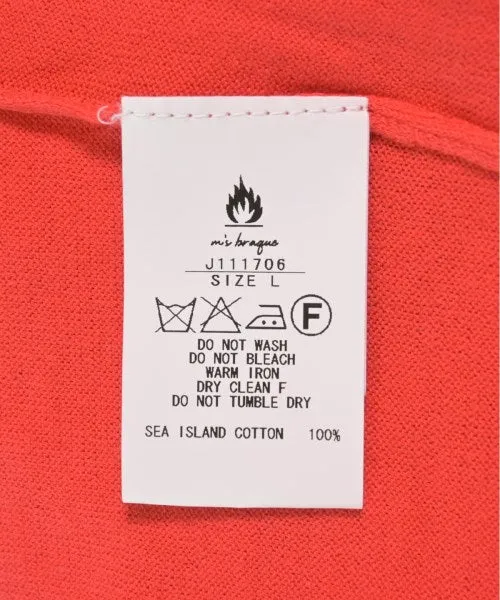 m's braque
J111706
SIZE L
F
DO NOT WASH
DO NOT BLEACH
WARM IRON
DRY CLEAN F
DO NOT TUMBLE DRY
SEA ISLAND COTTON 100%